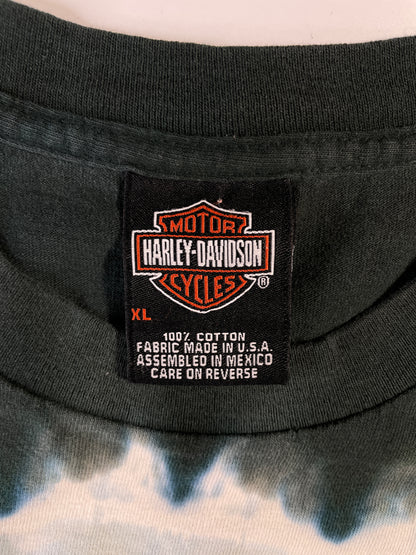 MOTOR
HARLEY-DAVIDSON
CYCLES
®
XL
100% COTTON
FABRIC MADE IN U.S.A.
ASSEMBLED IN MEXICO
CARE ON REVERSE